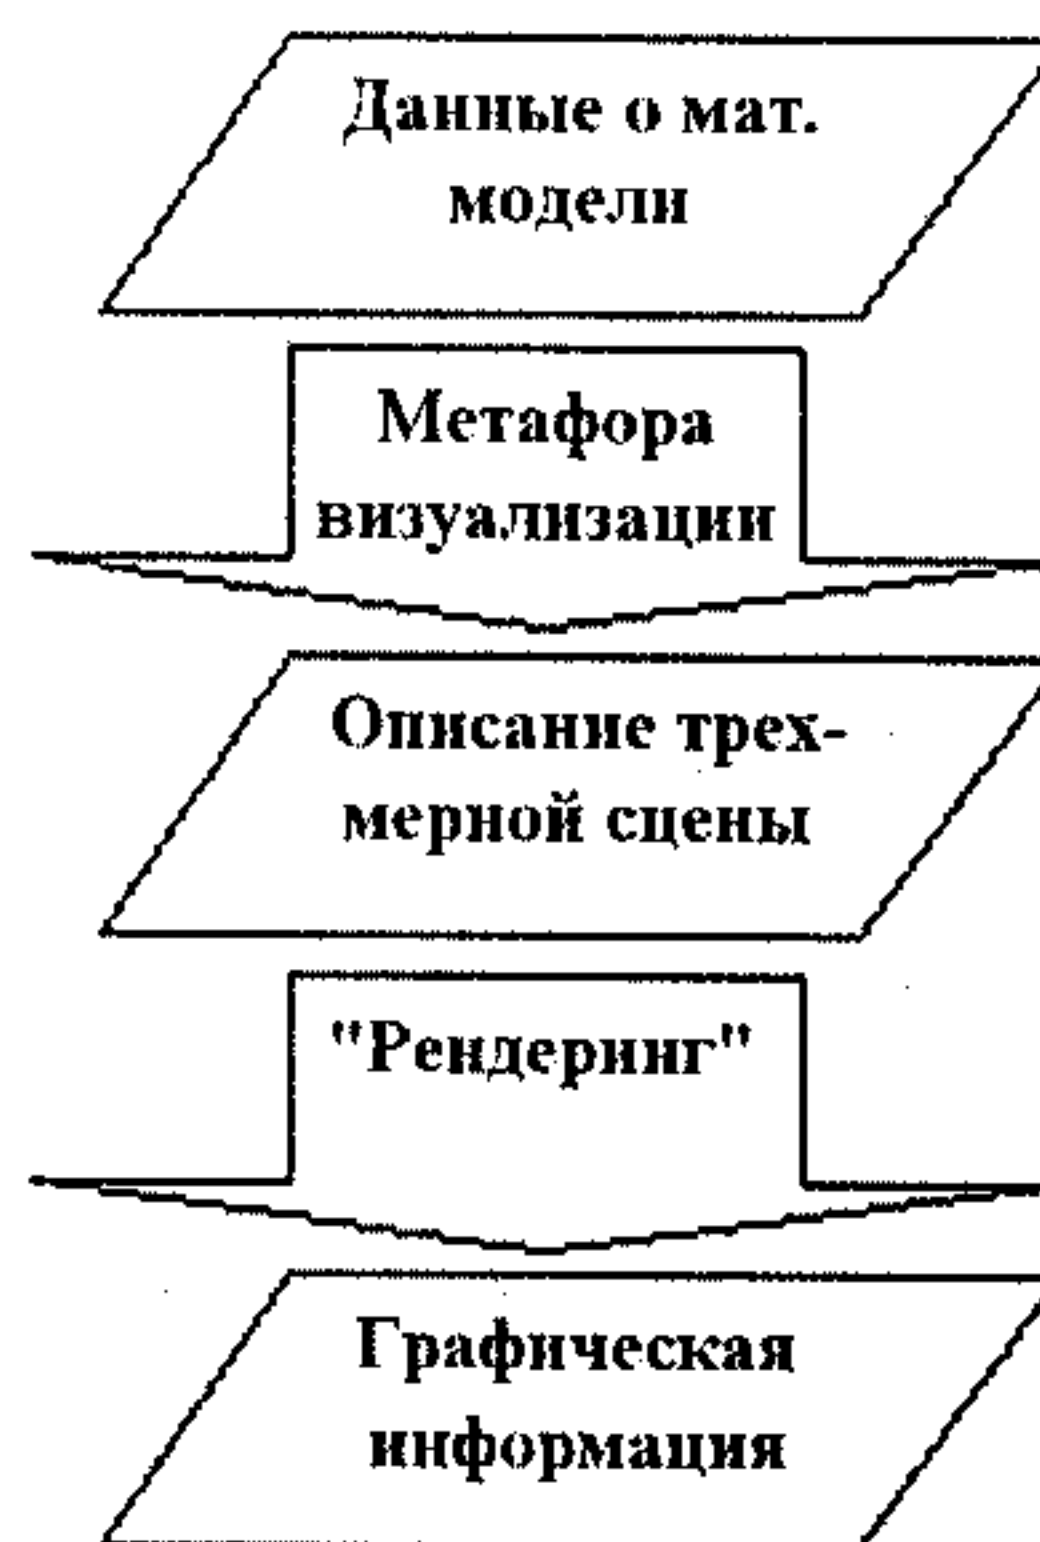 Данные о мат.
модели
Метафора
визуализации
Описание трех-
мерной сцены
"Рендеринг"
Графическая
информация